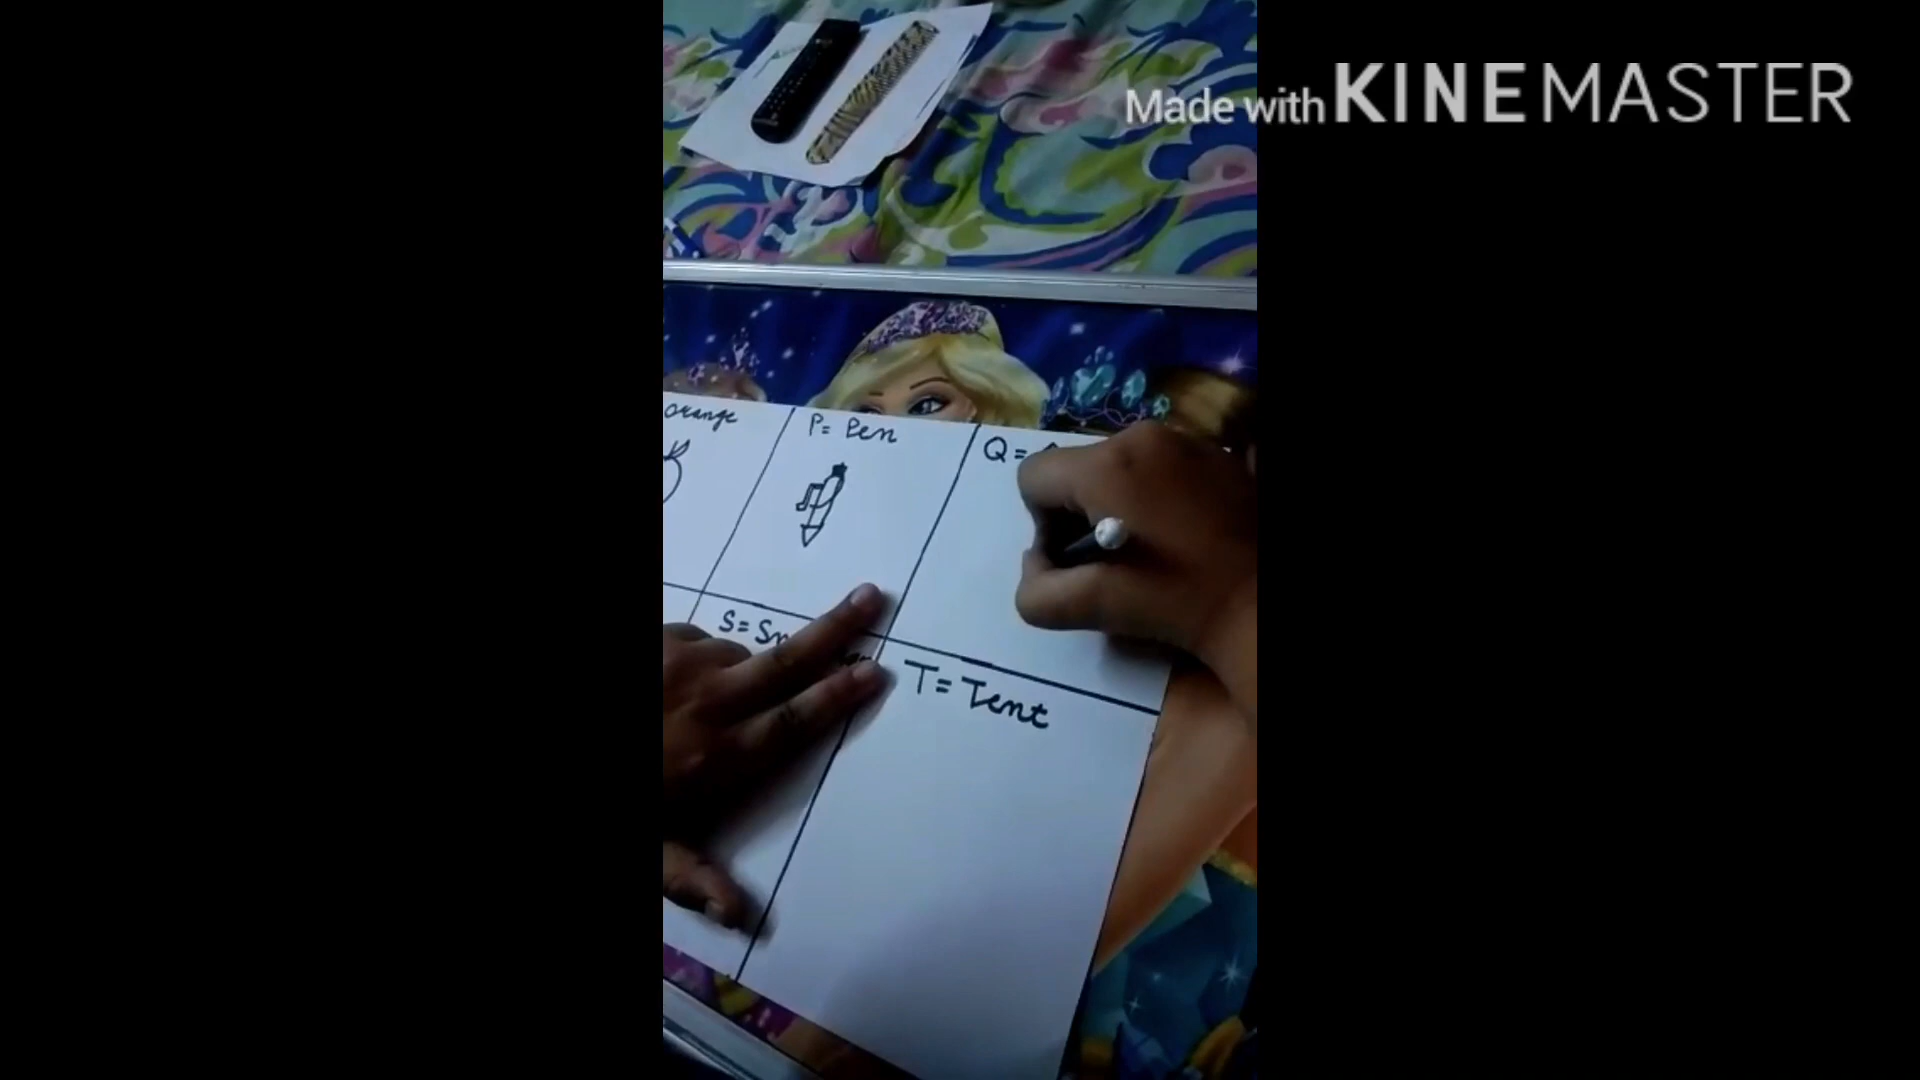 Made with KINEMASTER
Orange
P= Pen
Q=
S=
T= Tent